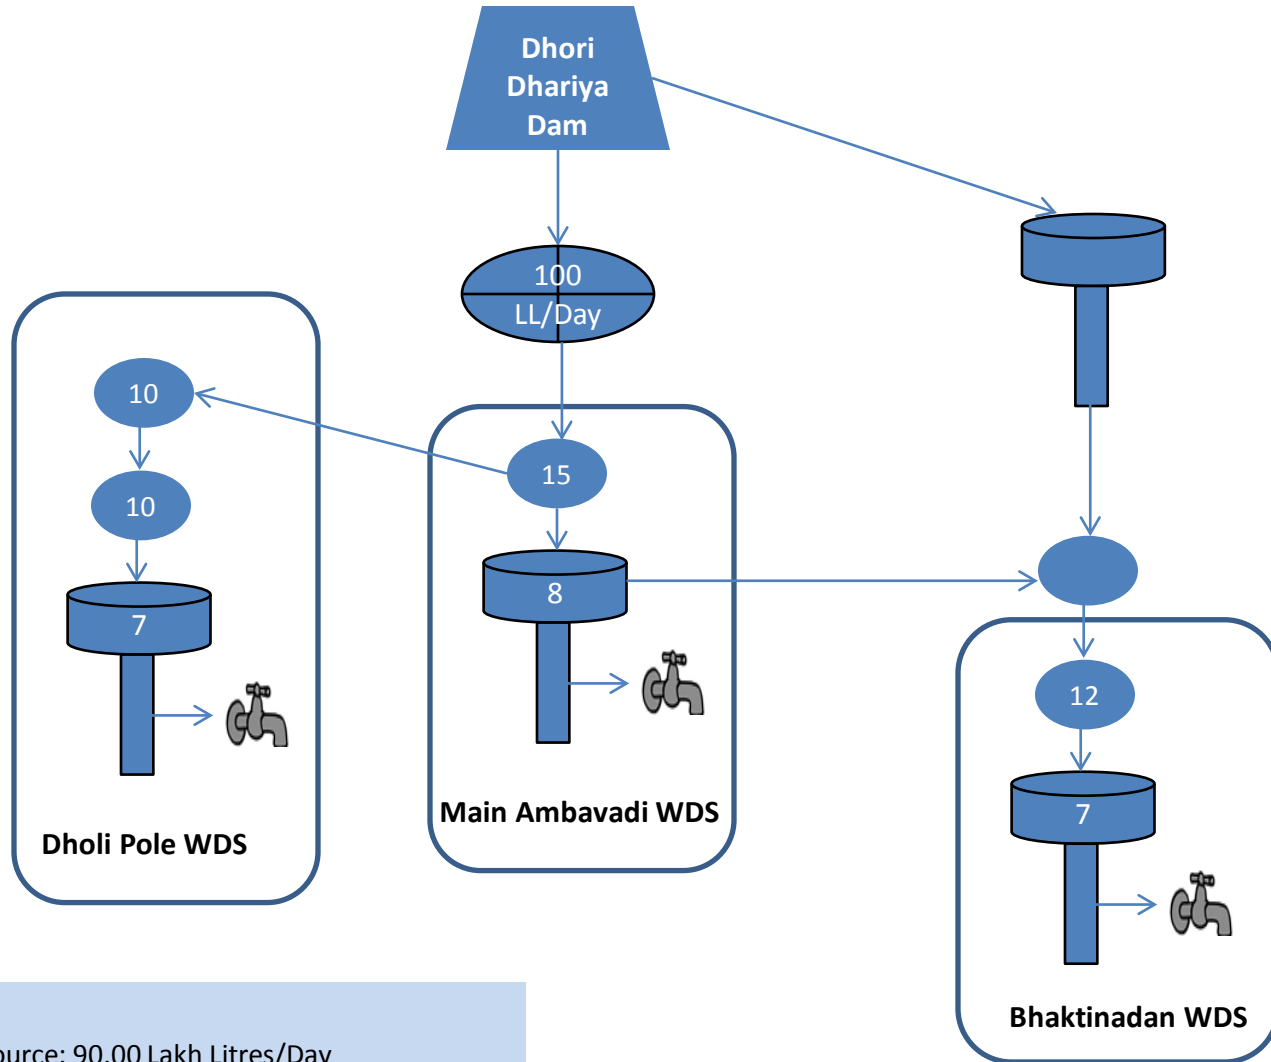 Dhori
Dhariya
Dam
100
LL/Day
10
10
7
Dholi Pole WDS
15
8
Main Ambavadi WDS
12
7
Bhaktinadan WDS
90.00 Lakh Litres/Day